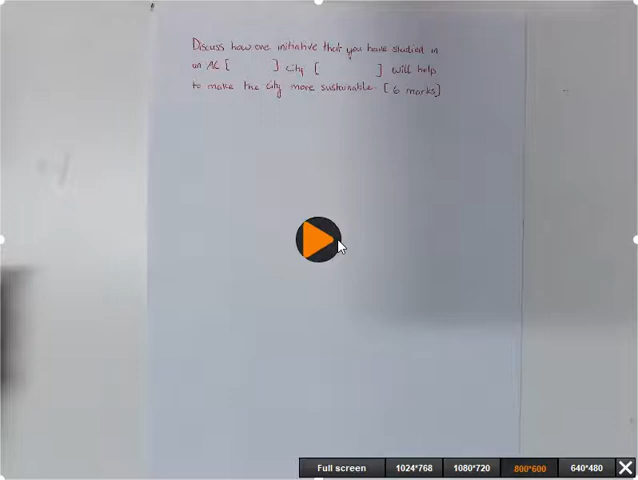 Discuss how one initiative that you have studied in
an AC [ ] city [ ] will help
to make the city more sustainable. [ 6 marks]
Full screen 1024*768 1080*720 800*600 640*480